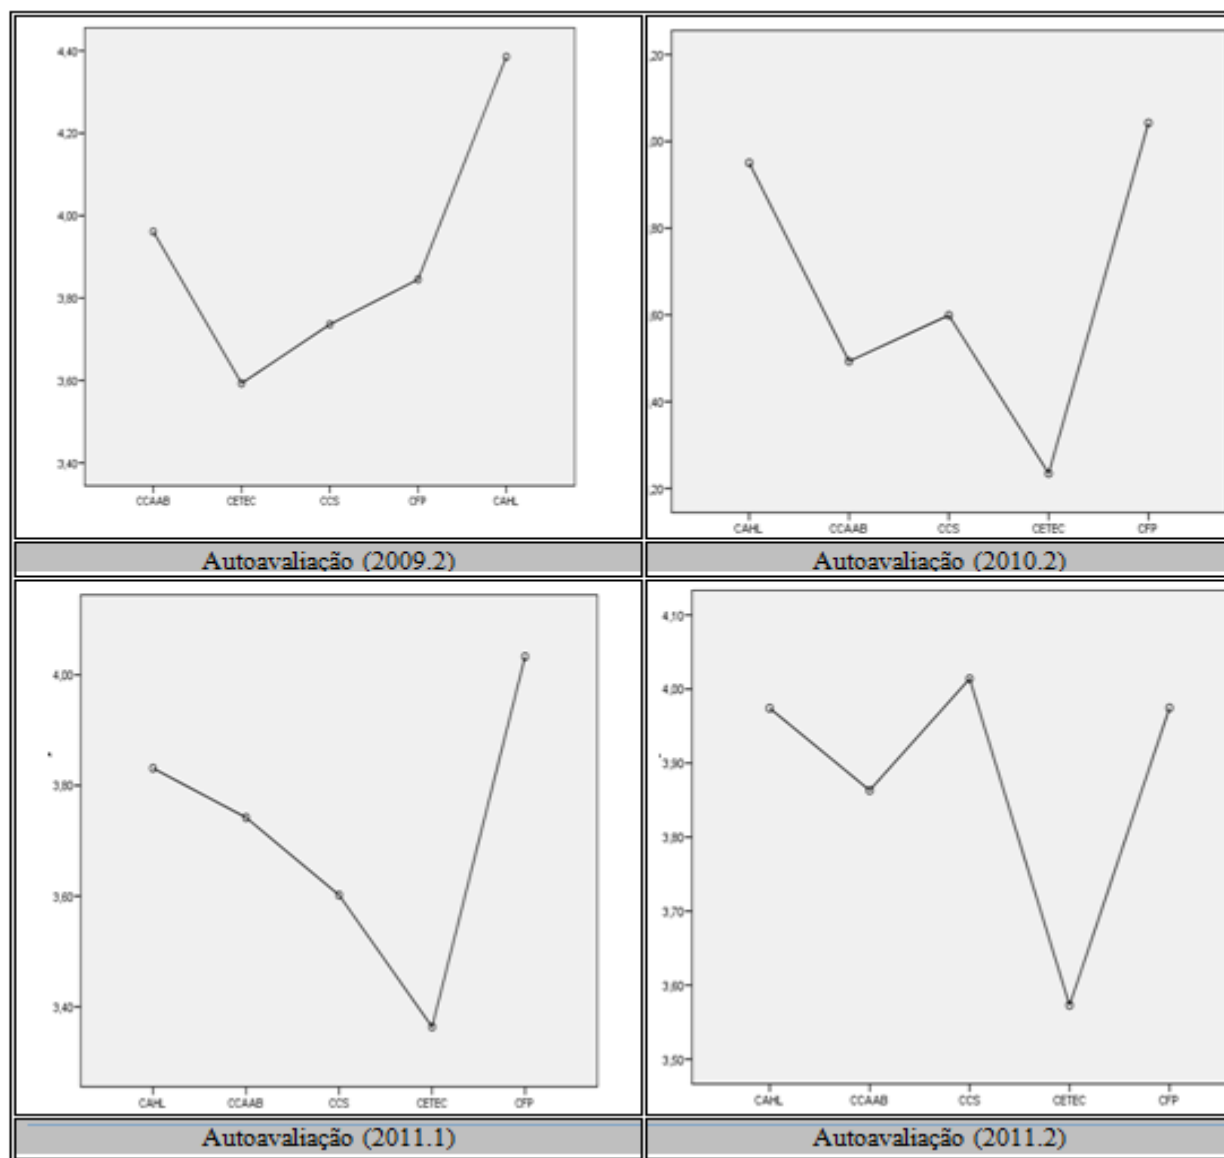 4,40
4,20
4,00
3,80
3,60
3,40
CCAAB CETEC CCS CFP CAHL
,20
,00
,80
,60
,40
,20
CAHL CCAAB CCS CETEC CFP
Autoavaliação (2009.2)
Autoavaliação (2010.2)
4,00
3,80
3,60
3,40
CAHL CCAAB CCS CETEC CFP
4,10
4,00
3,90
3,80
3,70
3,60
3,50
CAHL CCAAB CCS CETEC CFP
Autoavaliação (2011.1)
Autoavaliação (2011.2)